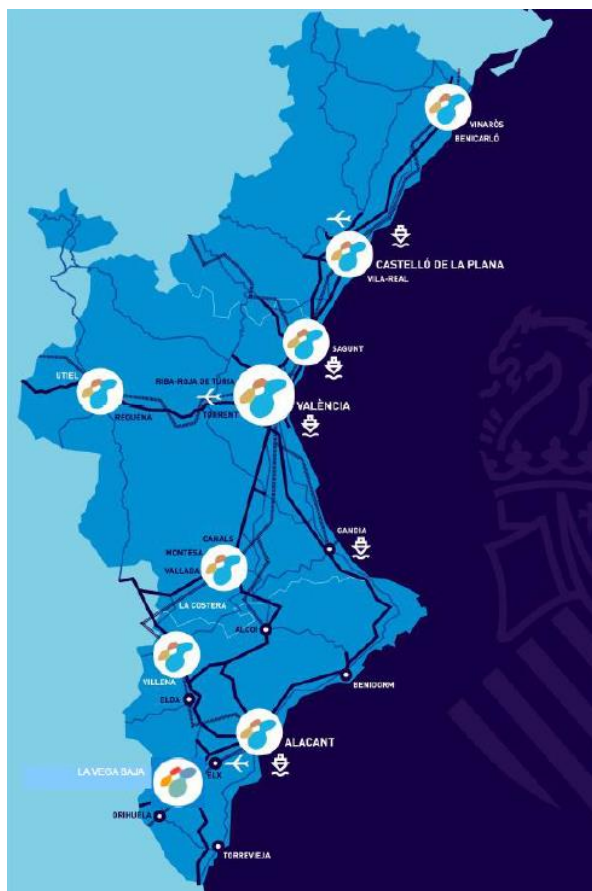 VINARÒS
BENICARLÓ
CASTELLÓ DE LA PLANA
VILA-REAL
SAGUNT
UTIEL
RIBA-ROJA DE TURIA
VALÈNCIA
TORRENT
REQUENA
GANDIA
CANALS
MONTESA
VALLADA
LA COSTERA
ALCOI
VILLENA
BENIDORM
ELDA
ALACANT
LA VEGA BAJA
ELX
ORIHUELA
TORREVIEJA